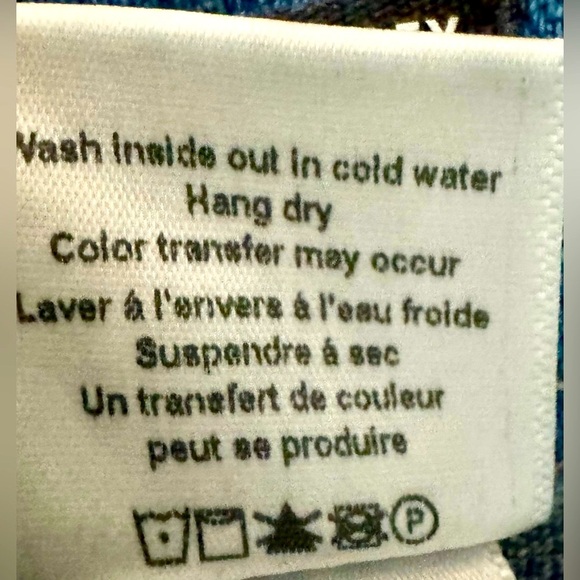 Wash inside out in cold water
Hang dry
Color transfer may occur
Laver á l'envers à l'eau froide
Suspendre á sec
Un transfert de couleur
peut se produire
P